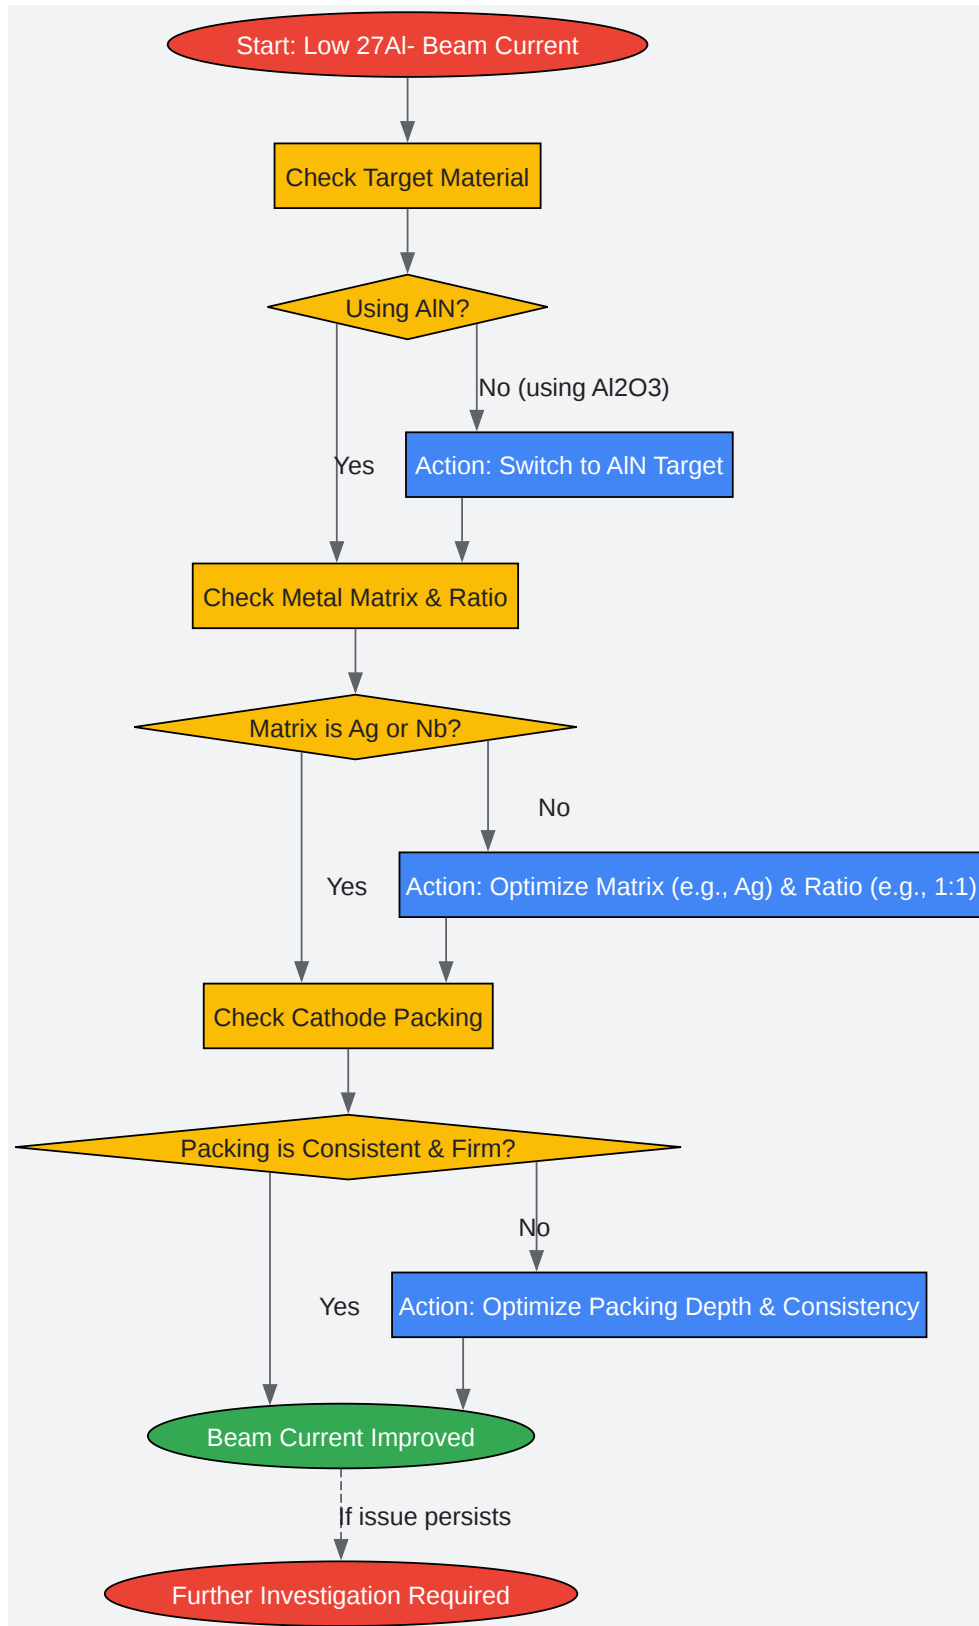 Start: Low 27Al- Beam Current
Check Target Material
Using AlN?
No (using Al2O3)
Yes
Action: Switch to AlN Target
Check Metal Matrix & Ratio
Matrix is Ag or Nb?
No
Yes
Action: Optimize Matrix (e.g., Ag) & Ratio (e.g., 1:1)
Check Cathode Packing
Packing is Consistent & Firm?
No
Yes
Action: Optimize Packing Depth & Consistency
Beam Current Improved
If issue persists
Further Investigation Required